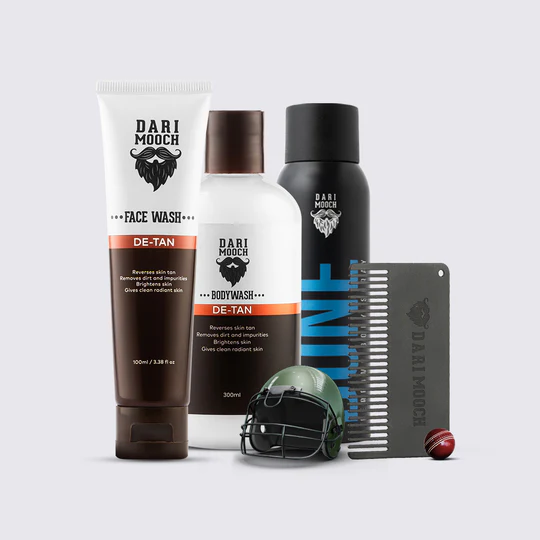 DARI
MOOCH
•••FACE WASH•••
DE-TAN
Reverses skin tan
Removes dirt and impurities
Brightens skin
Gives clean radiant skin
100ml / 3.38 fl oz
DARI
MOOCH
•••BODYWASH•••
DE-TAN
Reverses skin tan
Removes dirt and impurities
Brightens skin
Gives clean radiant skin
300ml
DARI
MOOCH
DARI MOOCH